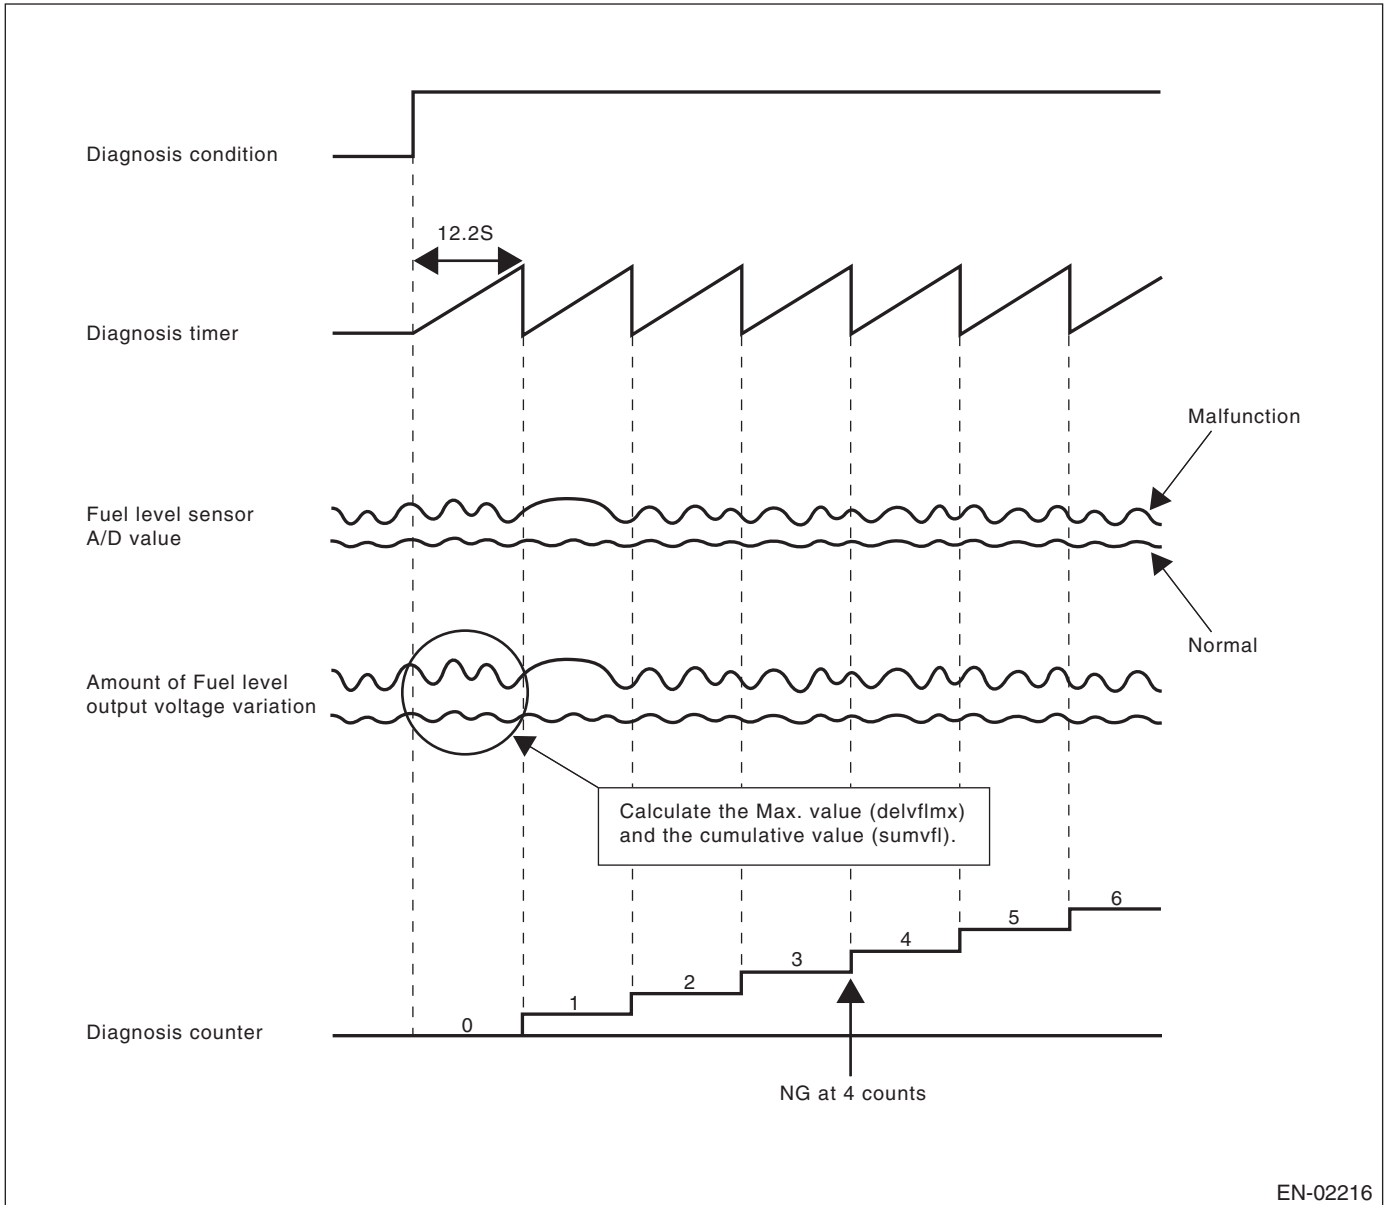 Diagnosis condition
12.2S
Diagnosis timer
Malfunction
Fuel level sensor
A/D value
Normal
Amount of Fuel level
output voltage variation
Calculate the Max. value (delvflmx)
and the cumulative value (sumvfl).
6
5
4
3
2
1
0
Diagnosis counter
NG at 4 counts
EN-02216